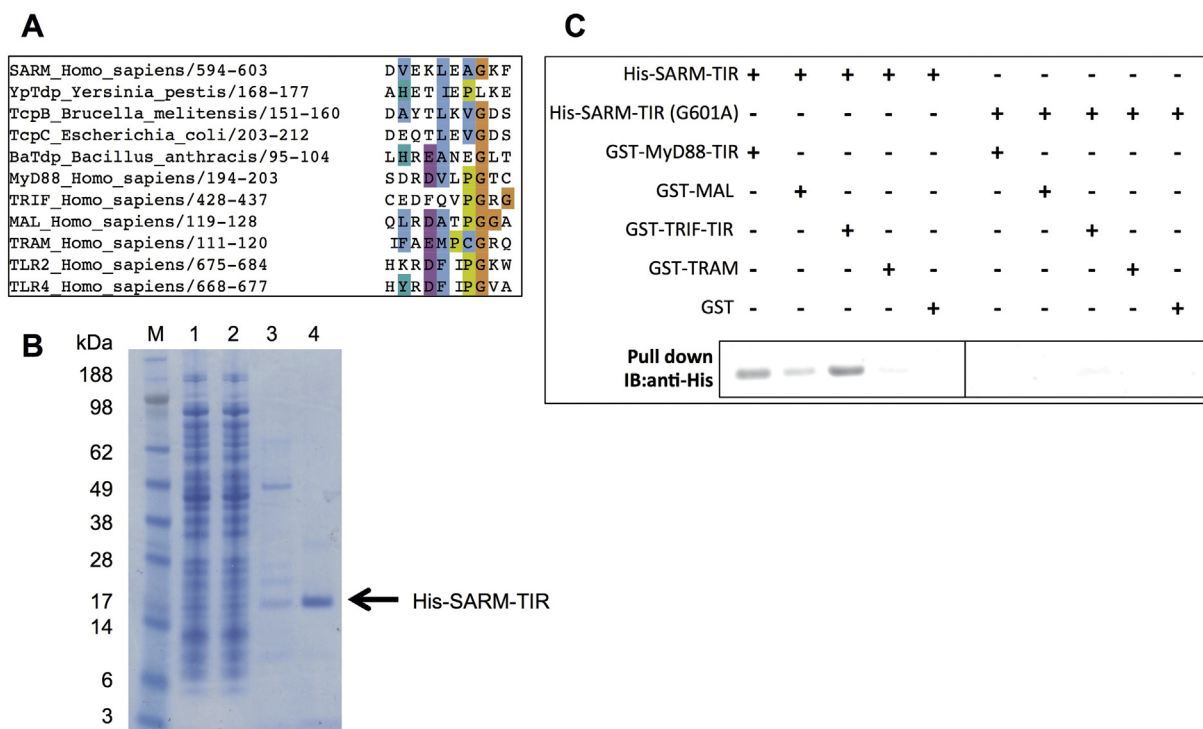 A
SARM_Homo_sapiens/594-603 DVEKLEAGKF
YpTdp_Yersinia_pestis/168-177 AHETIEPLKE
TcpB_Brucella_melitensis/151-160 DAYTLKVGDS
TcpC_Escherichia_coli/203-212 DEQTLEVGDS
BaTdp_Bacillus_anthracis/95-104 LHREANEGLT
MyD88_Homo_sapiens/194-203 SDRDVLPGTC
TRIF_Homo_sapiens/428-437 CEDFQVPGRG
MAL_Homo_sapiens/119-128 QLRDATPGGA
TRAM_Homo_sapiens/111-120 IFAEMPCGRQ
TLR2_Homo_sapiens/675-684 HKRDFIPGKW
TLR4_Homo_sapiens/668-677 HYRDFIPGVA
B
kDa M 1 2 3 4
188
98
62
49
38
28
17
14
6
3
His-SARM-TIR
C
His-SARM-TIR + + + + + - - - - -
His-SARM-TIR (G601A) - - - - - + + + + +
GST-MyD88-TIR + - - - - + - - - -
GST-MAL - + - - - - + - - -
GST-TRIF-TIR - - + - - - - + - -
GST-TRAM - - - + - - - - + -
GST - - - - + - - - - +
Pull down
IB:anti-His